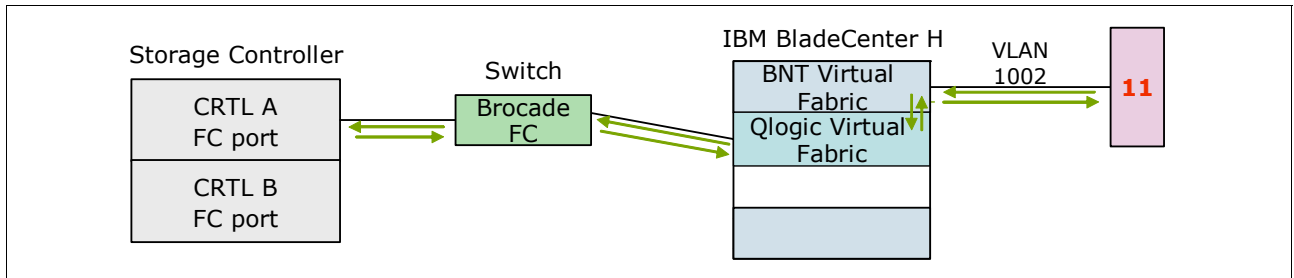 IBM BladeCenter H
Storage Controller
VLAN
1002
Switch
BNT Virtual
Fabric
11
CRTL A
FC port
Brocade
FC
Qlogic Virtual
Fabric
CRTL B
FC port